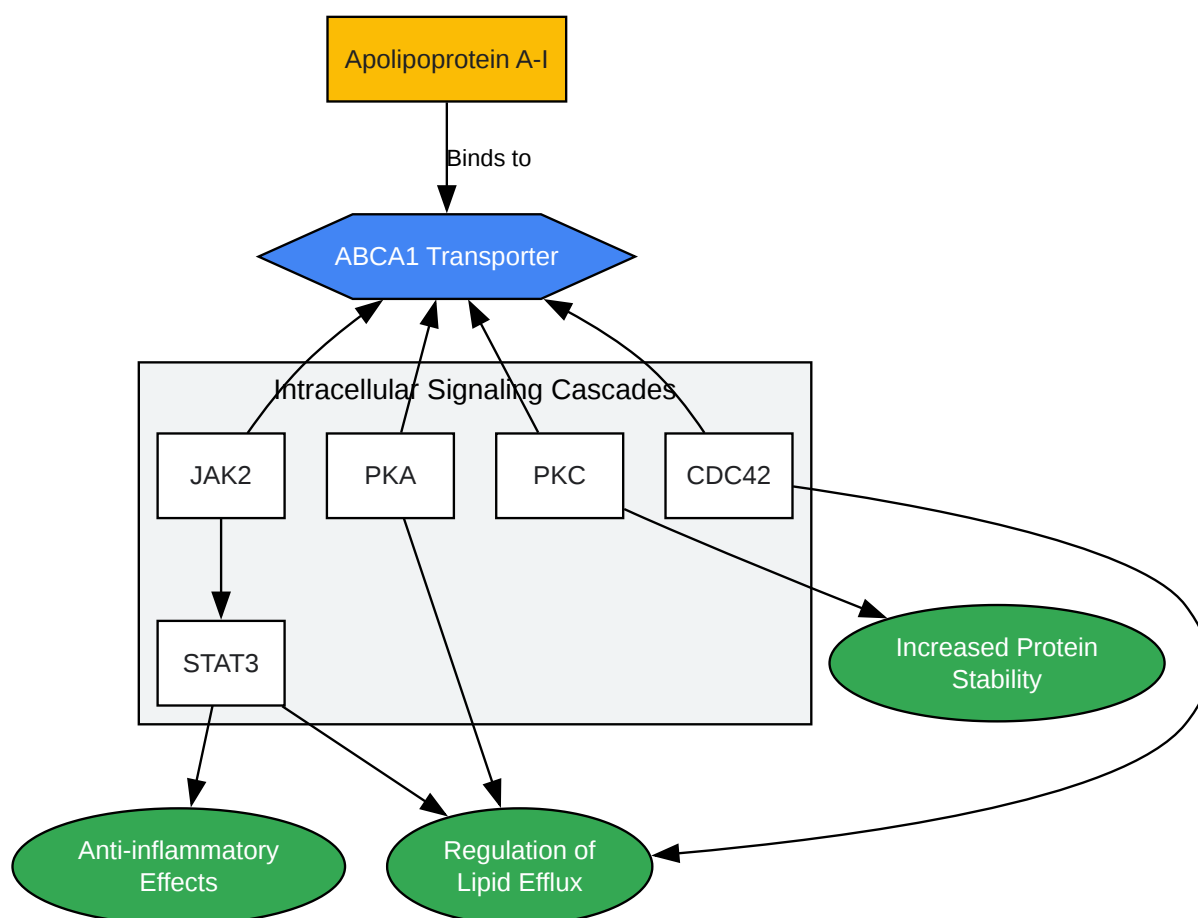 Apolipoprotein A-I
Binds to
ABCA1 Transporter
Intracellular Signaling Cascades
JAK2
PKA
PKC
CDC42
STAT3
Increased Protein
Stability
Anti-inflammatory
Effects
Regulation of
Lipid Efflux